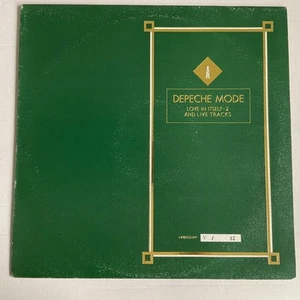 A
DEPECHE MODE
LOVE IN ITSELF·2
AND LIVE TRACKS